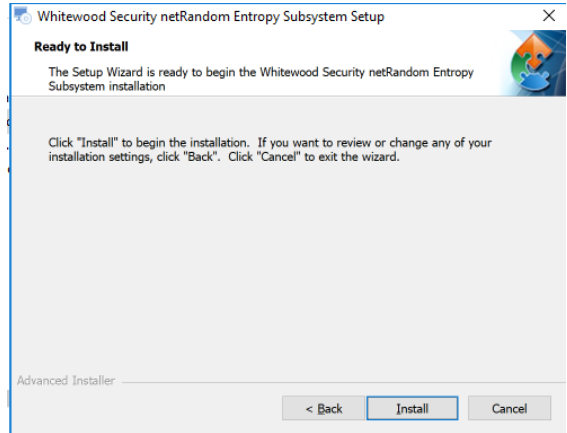 Whitewood Security netRandom Entropy Subsystem Setup
Ready to Install
The Setup Wizard is ready to begin the Whitewood Security netRandom Entropy
Subsystem installation
Click "Install" to begin the installation.  If you want to review or change any of your
installation settings, click "Back".  Click "Cancel" to exit the wizard.
Advanced Installer
< Back
Install
Cancel